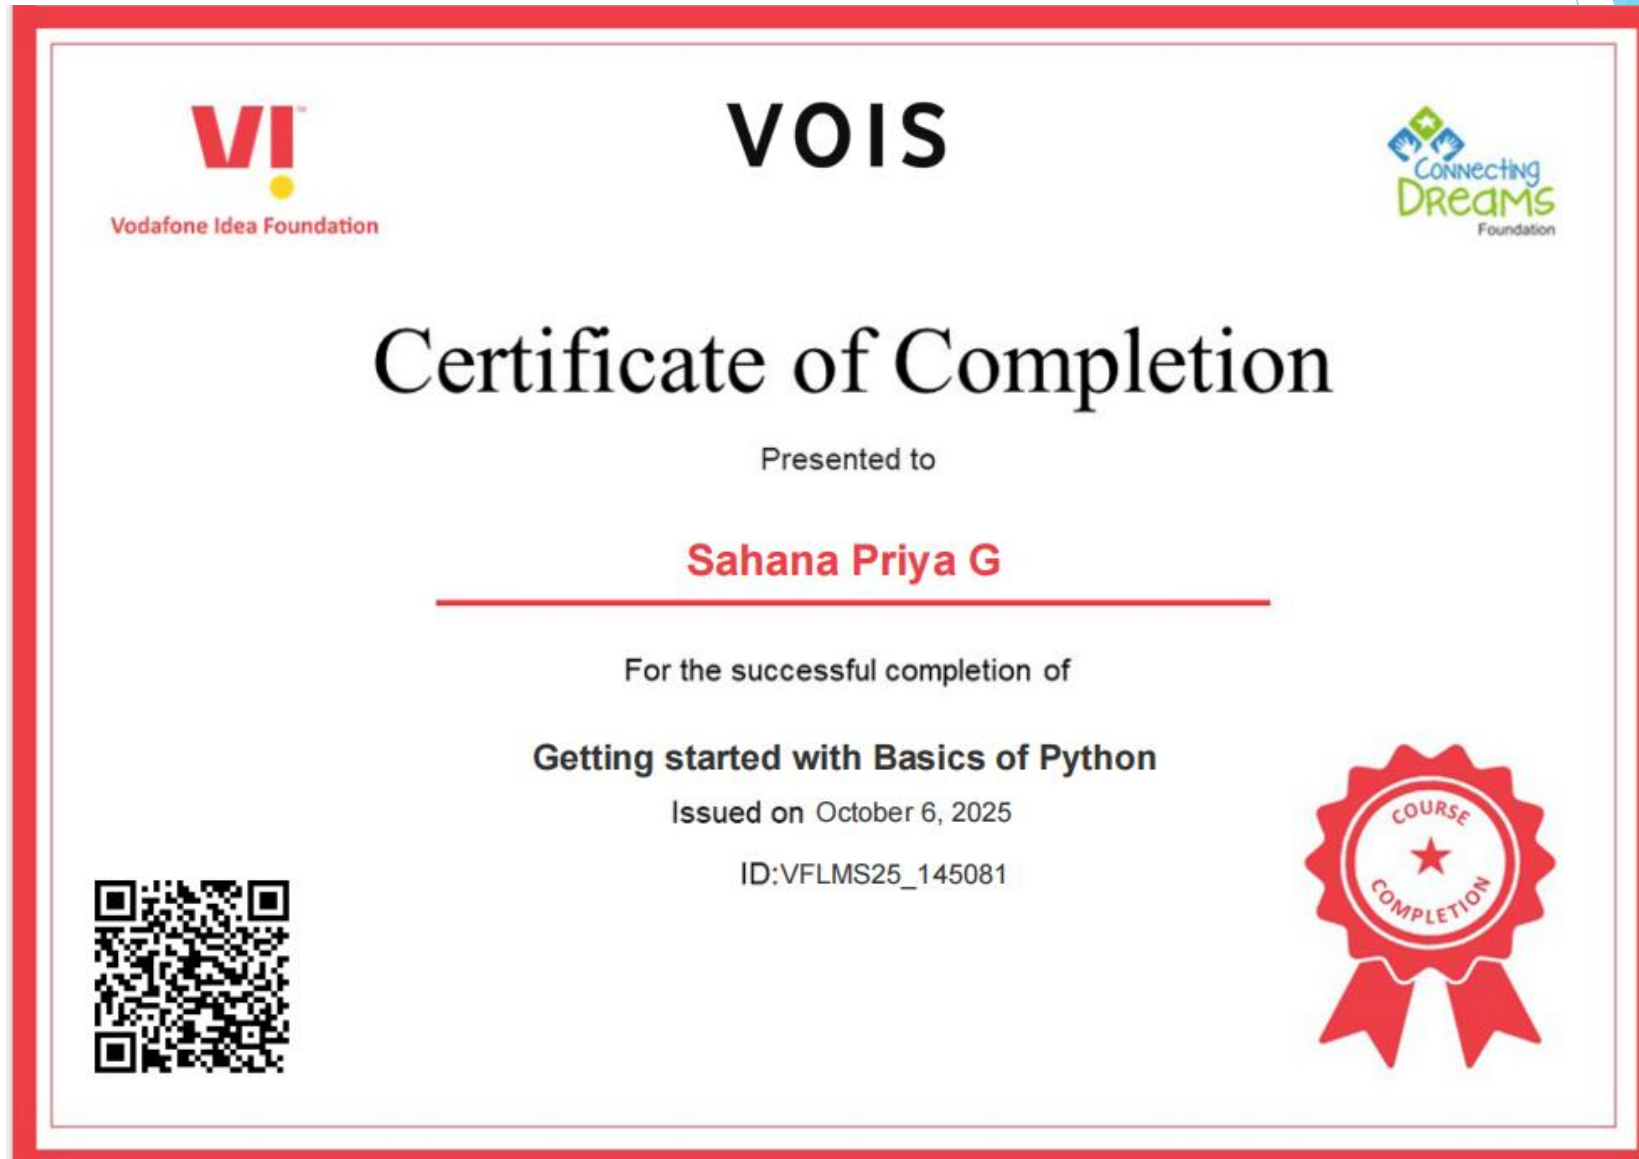 VI™
Vodafone Idea Foundation
VOIS
Connecting
Dreams
Foundation
Certificate of Completion
Presented to
Sahana Priya G
For the successful completion of
Getting started with Basics of Python
Issued on October 6, 2025
ID:VFLMS25_145081
COURSE
COMPLETION